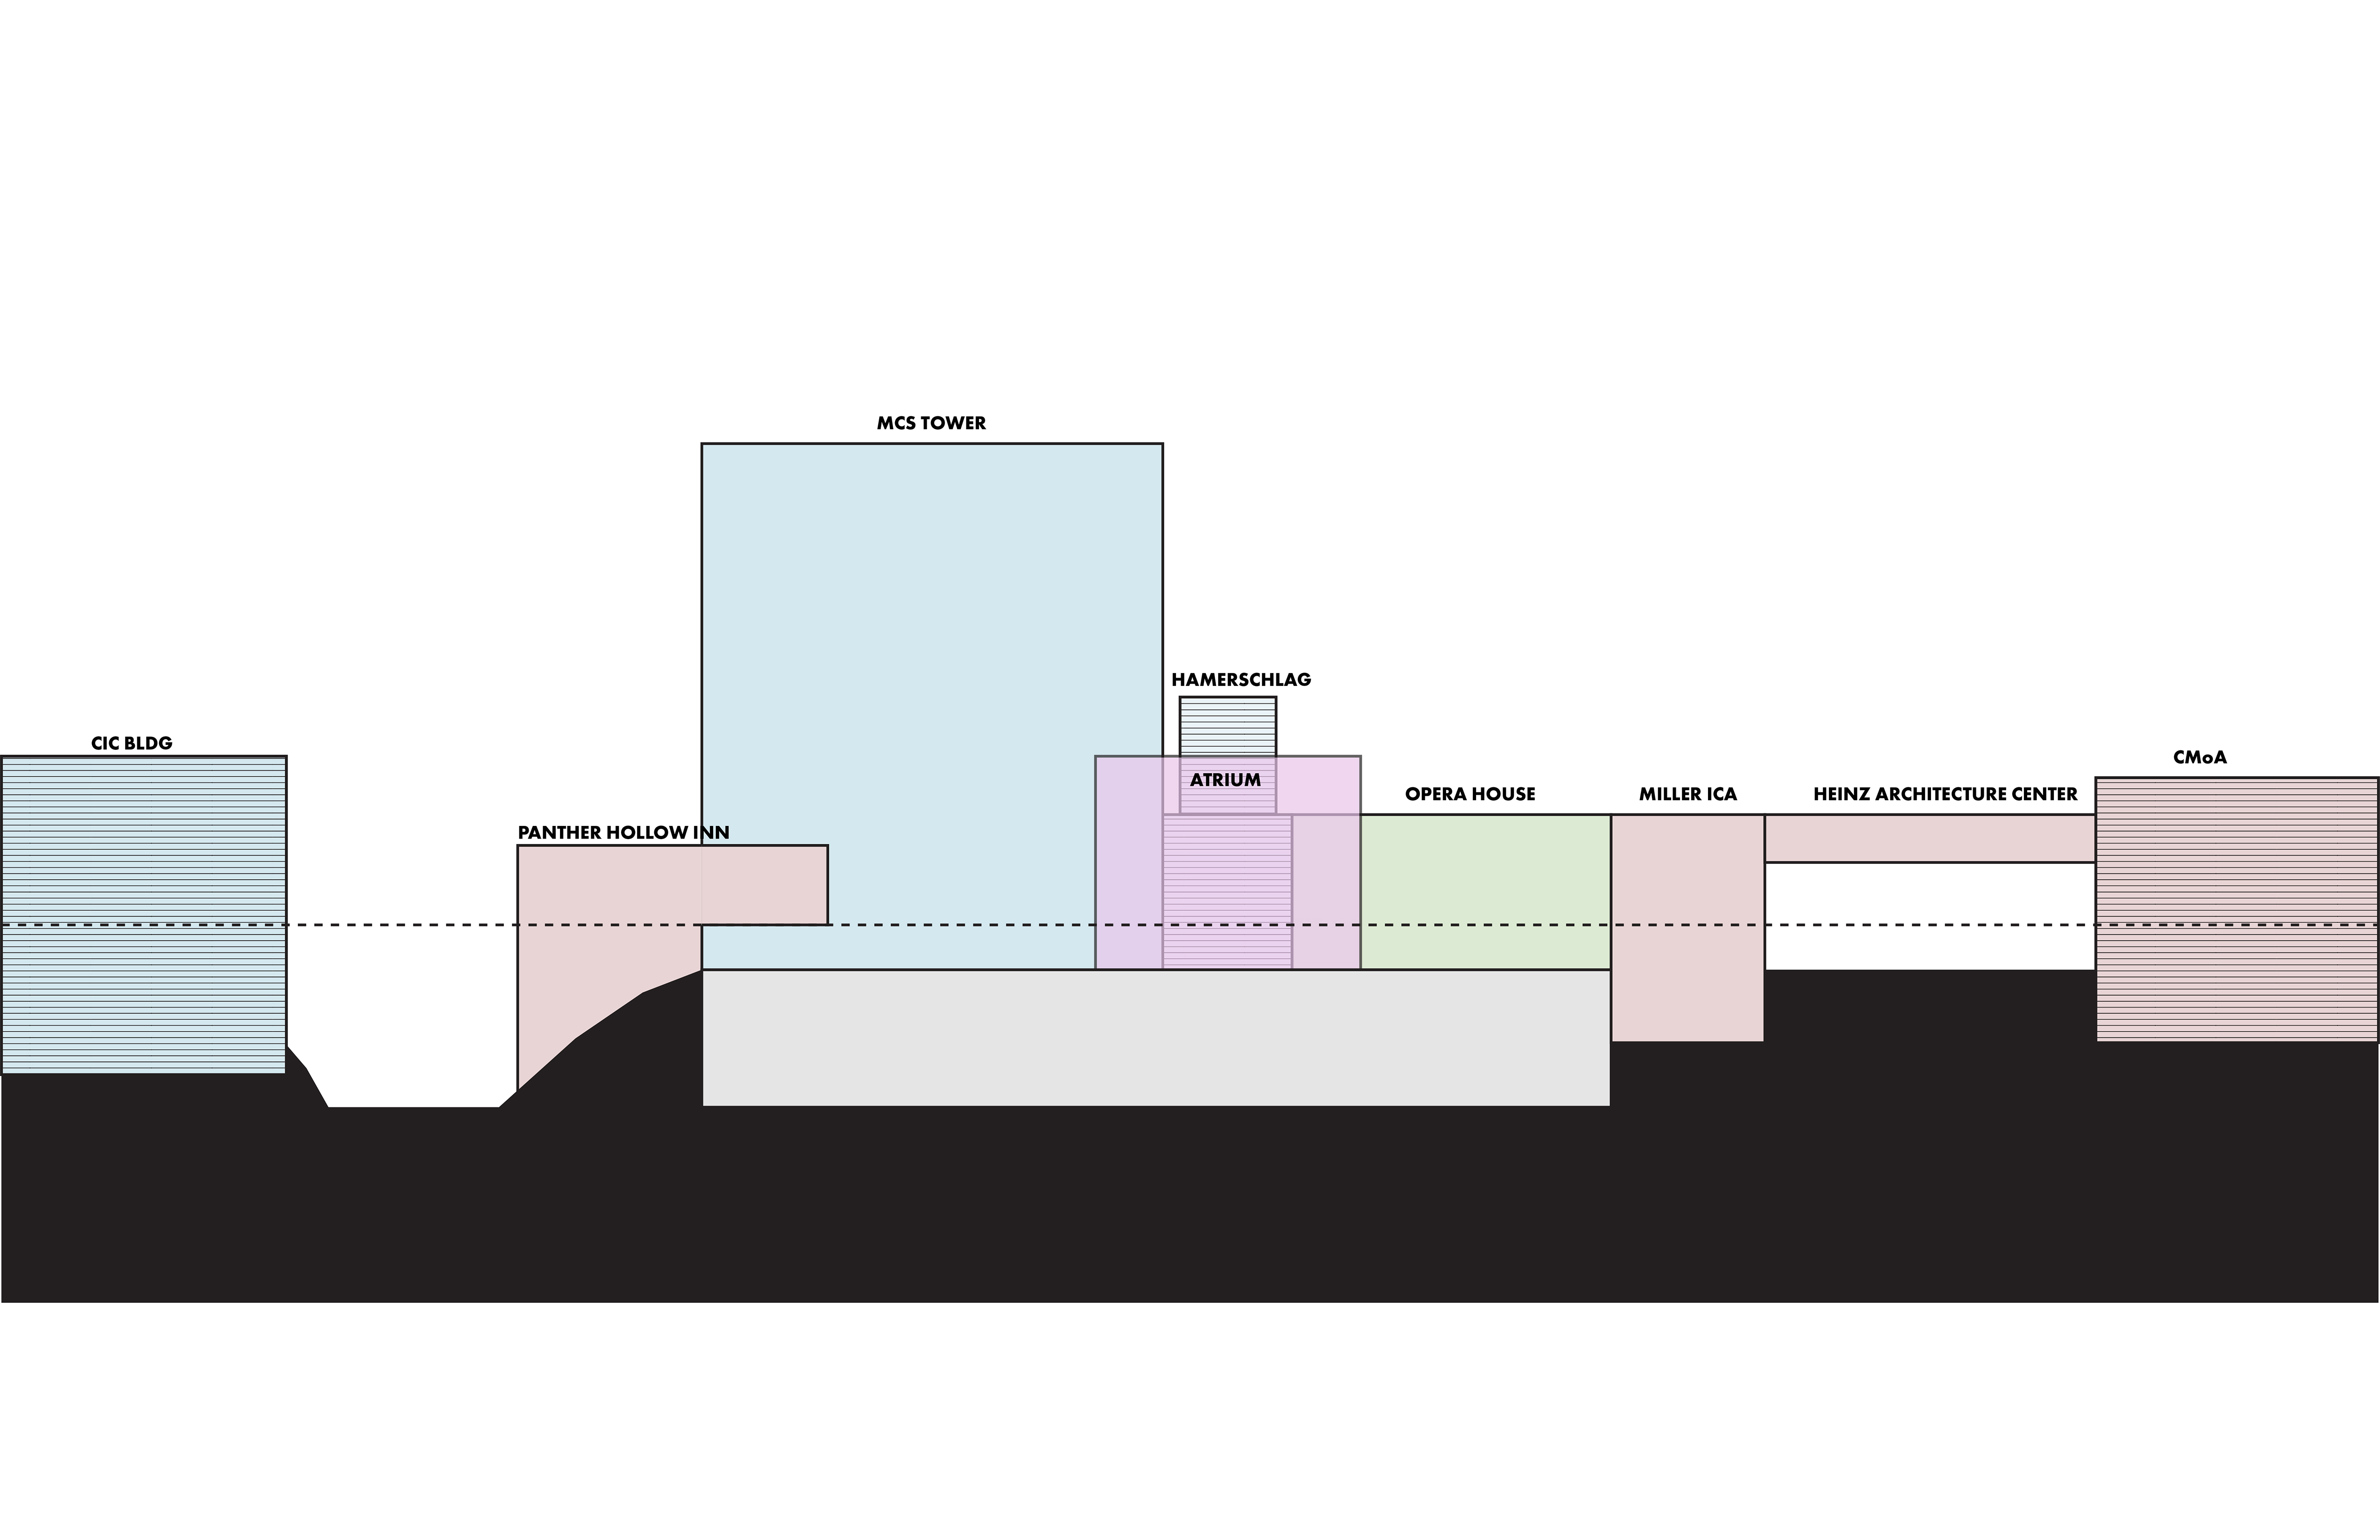 MCS TOWER
HAMERSCHLAG
CIC BLDG
CMoA
ATRIUM
OPERA HOUSE
MILLER ICA
HEINZ ARCHITECTURE CENTER
PANTHER HOLLOW INN